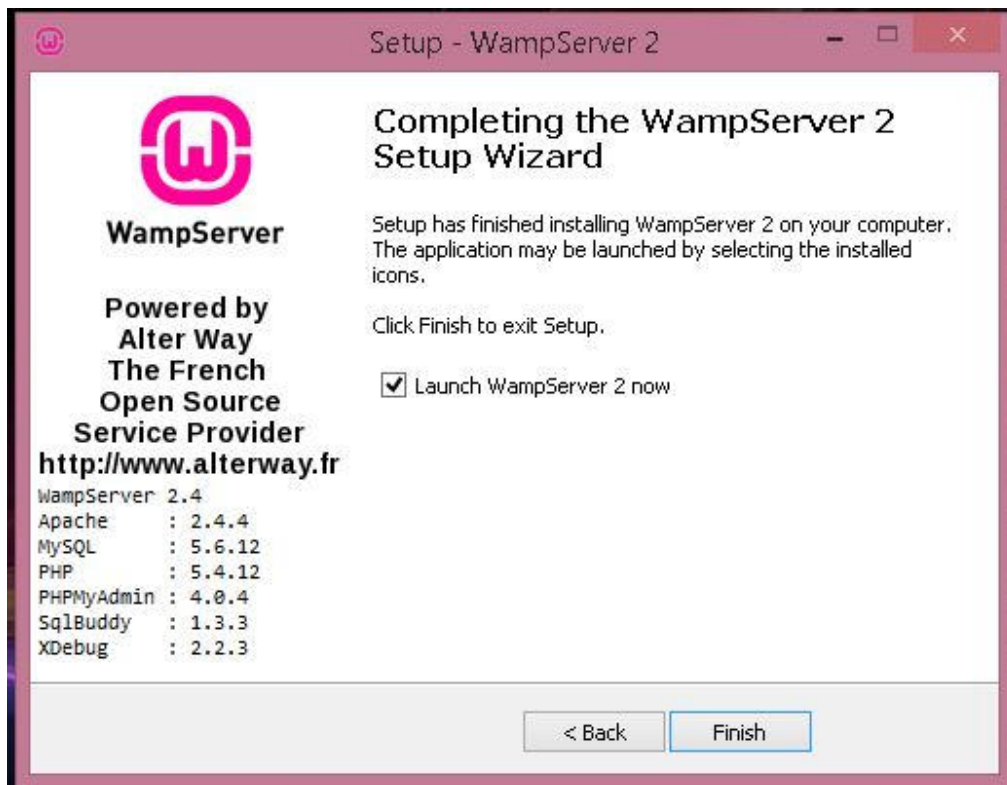 Setup - WampServer 2
WampServer
Powered by
Alter Way
The French
Open Source
Service Provider
http://www.alterway.fr
WampServer 2.4
Apache : 2.4.4
MySQL : 5.6.12
PHP : 5.4.12
PHPMyAdmin : 4.0.4
SqlBuddy : 1.3.3
XDebug : 2.2.3
Completing the WampServer 2
Setup Wizard
Setup has finished installing WampServer 2 on your computer.
The application may be launched by selecting the installed
icons.
Click Finish to exit Setup.
Launch WampServer 2 now
< Back
Finish